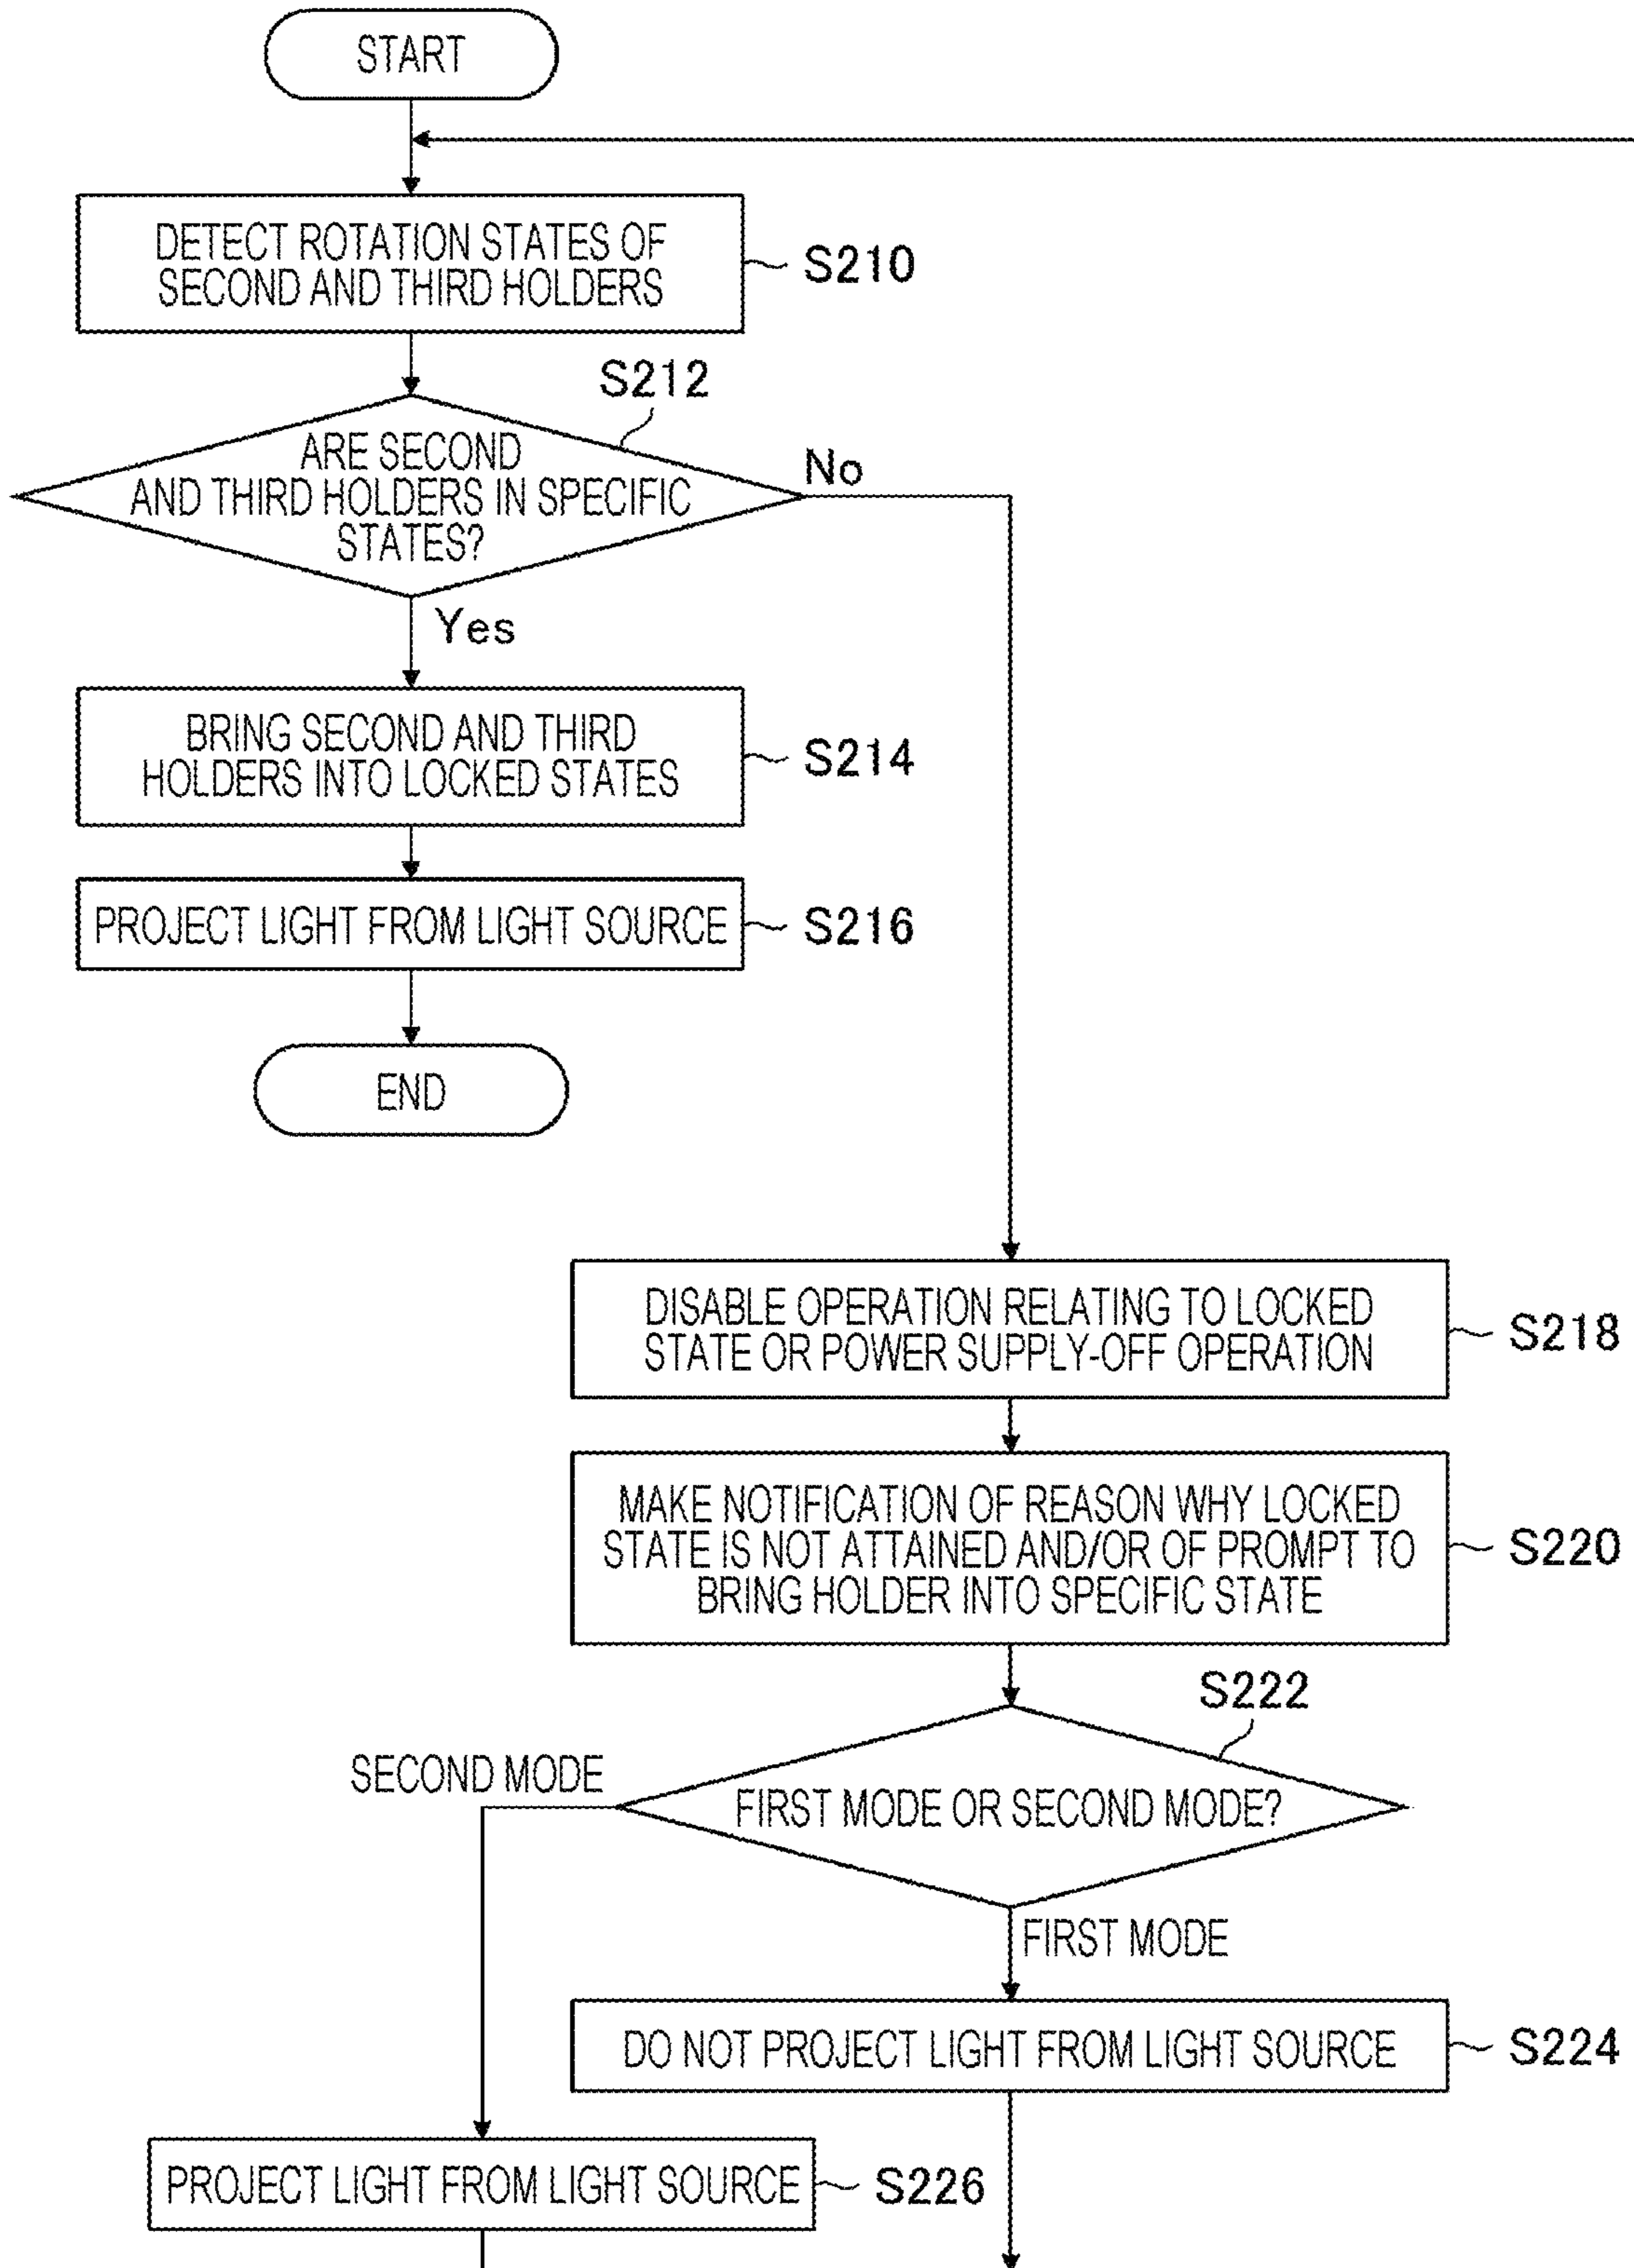 START
DETECT ROTATION STATES OF
SECOND AND THIRD HOLDERS
S210
S212
ARE SECOND
AND THIRD HOLDERS IN SPECIFIC
STATES?
No
Yes
BRING SECOND AND THIRD
HOLDERS INTO LOCKED STATES
S214
PROJECT LIGHT FROM LIGHT SOURCE
S216
END
DISABLE OPERATION RELATING TO LOCKED
STATE OR POWER SUPPLY-OFF OPERATION
S218
MAKE NOTIFICATION OF REASON WHY LOCKED
STATE IS NOT ATTAINED AND/OR OF PROMPT TO
BRING HOLDER INTO SPECIFIC STATE
S220
S222
SECOND MODE
FIRST MODE OR SECOND MODE?
FIRST MODE
DO NOT PROJECT LIGHT FROM LIGHT SOURCE
S224
PROJECT LIGHT FROM LIGHT SOURCE
S226